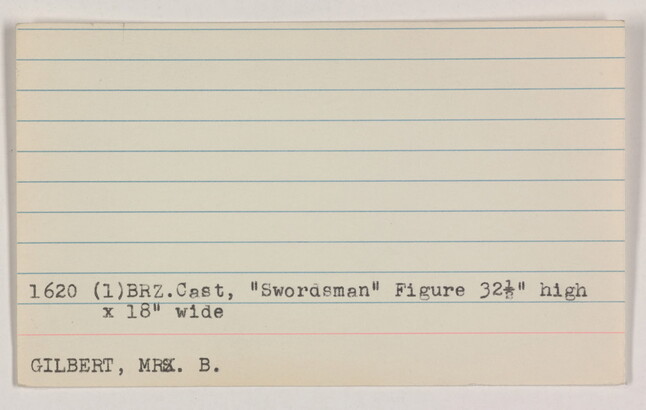 1620 (1)BRZ.Cast, "Swordsman" Figure 32½" high
x 18" wide
GILBERT, MRS. B.